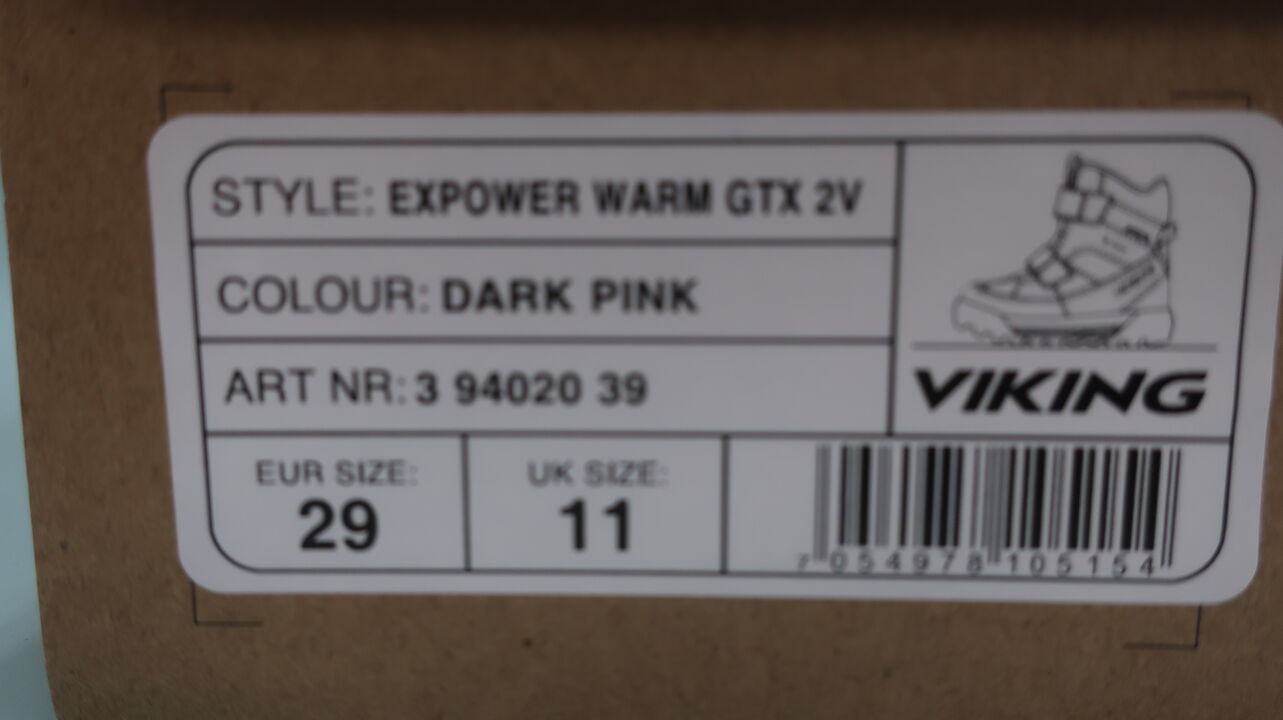 STYLE: EXPOWER WARM GTX 2V
COLOUR: DARK PINK
ART NR: 3 94020 39
VIKING
EUR SIZE:
29
UK SIZE:
11
7 054978 105154